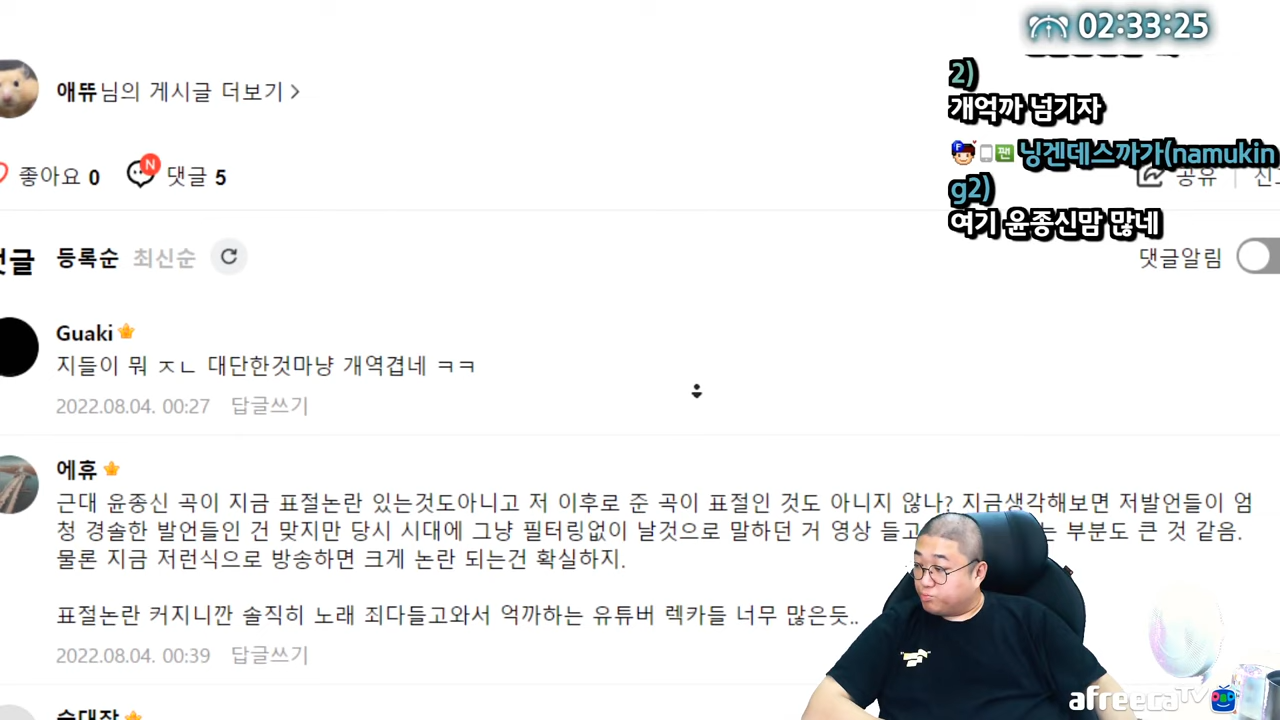 02:33:25
애뜌님의 게시글 더보기 >
2)
개억까 넘기자
F 팬 닝겐데스까가(namukin
g2)
여기 윤종신맘 많네
좋아요 0 N 댓글 5
공유
댓글 등록순 최신순
댓글알림
Guaki
지들이 뭐 ㅈㄴ 대단한것마냥 개역겹네 ㅋㅋ
2022.08.04. 00:27 답글쓰기
에휴
근대 윤종신 곡이 지금 표절논란 있는것도아니고 저 이후로 준 곡이 표절인 것도 아니지 않나? 지금생각해보면 저발언들이 엄
청 경솔한 발언들인 건 맞지만 당시 시대에 그냥 필터링없이 날것으로 말하던 거 영상 들고 는 부분도 큰 것 같음.
물론 지금 저런식으로 방송하면 크게 논란 되는건 확실하지.
표절논란 커지니깐 솔직히 노래 죄다들고와서 억까하는 유튜버 렉카들 너무 많은듯..
2022.08.04. 00:39 답글쓰기
afreecaTV